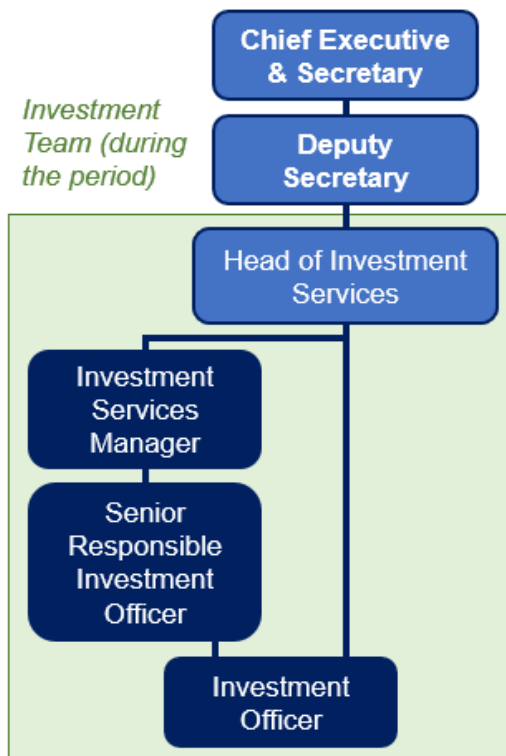 Chief Executive
& Secretary
Investment
Team (during
the period)
Deputy
Secretary
Head of Investment
Services
Investment
Services
Manager
Senior
Responsible
Investment
Officer
Investment
Officer